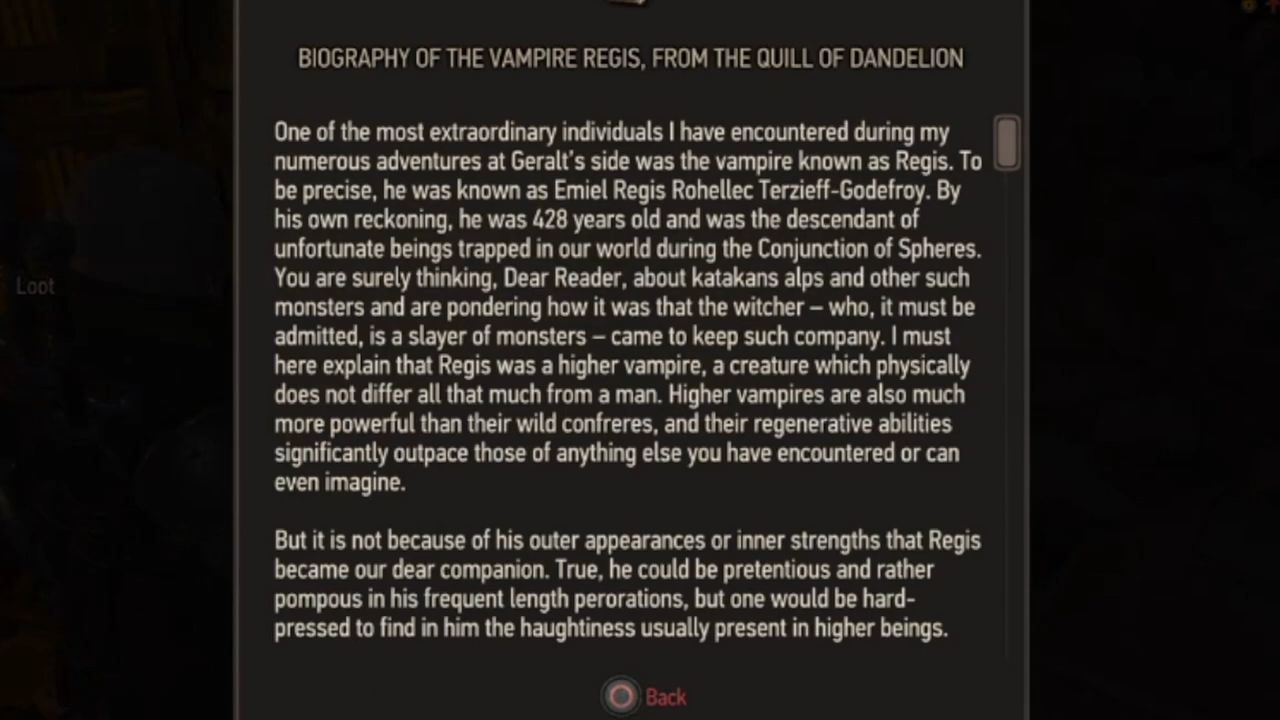 BIOGRAPHY OF THE VAMPIRE REGIS, FROM THE QUILL OF DANDELION
One of the most extraordinary individuals I have encountered during my
numerous adventures at Geralt's side was the vampire known as Regis. To
be precise, he was known as Emiel Regis Rohellec Terzieff-Godefroy. By
his own reckoning, he was 428 years old and was the descendant of
unfortunate beings trapped in our world during the Conjunction of Spheres.
You are surely thinking, Dear Reader, about katakans alps and other such
monsters and are pondering how it was that the witcher – who, it must be
admitted, is a slayer of monsters – came to keep such company. I must
here explain that Regis was a higher vampire, a creature which physically
does not differ all that much from a man. Higher vampires are also much
more powerful than their wild confreres, and their regenerative abilities
significantly outpace those of anything else you have encountered or can
even imagine.
Loot
But it is not because of his outer appearances or inner strengths that Regis
became our dear companion. True, he could be pretentious and rather
pompous in his frequent length perorations, but one would be hard-
pressed to find in him the haughtiness usually present in higher beings.
Back